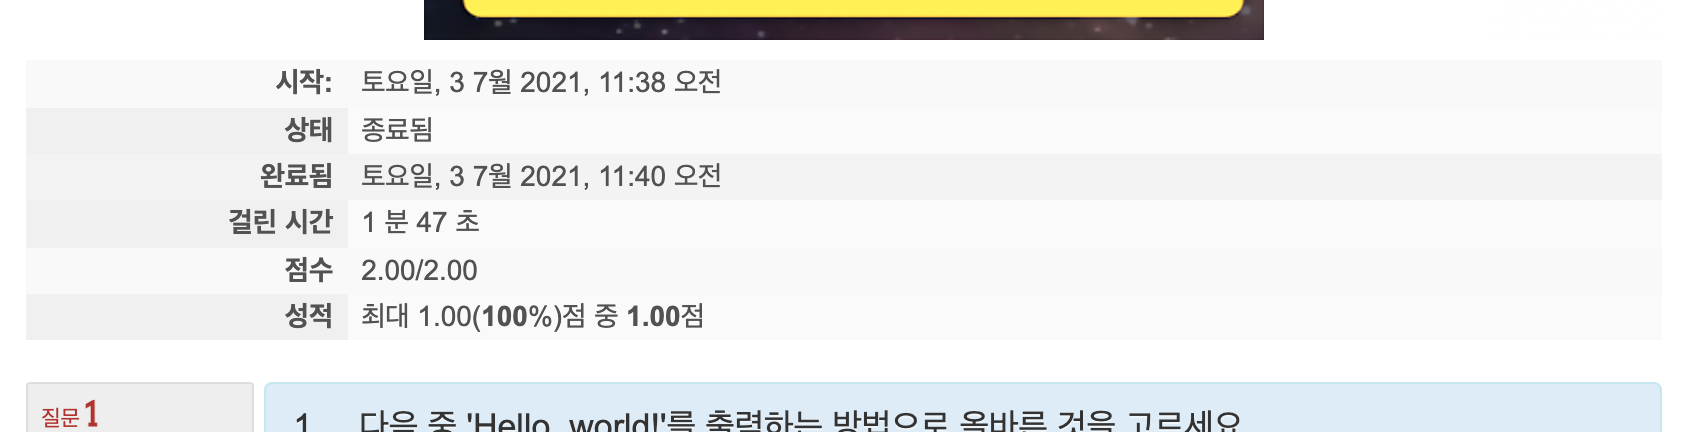 시작: 토요일, 3 7월 2021, 11:38 오전
상태 종료됨
완료됨 토요일, 3 7월 2021, 11:40 오전
걸린 시간 1 분 47 초
점수 2.00/2.00
성적 최대 1.00(100%)점 중 1.00점
질문 1
1 다음 중 'Hello, world!'를 출력하는 방법으로 올바른 것을 고르세요